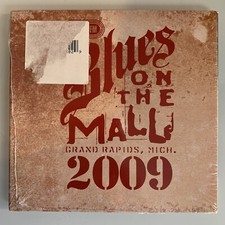 Blues
ON
THE
MALL
GRAND RAPIDS, MICH.
2009